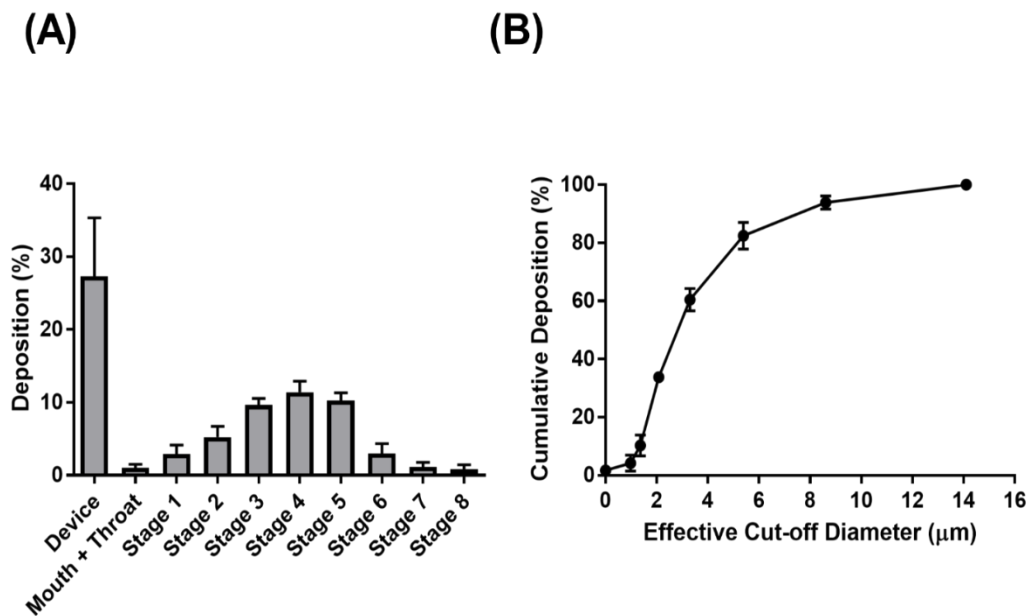 (A)
Deposition (%)
40
30
20
10
0
Device
Mouth + Throat
Stage 1
Stage 2
Stage 3
Stage 4
Stage 5
Stage 6
Stage 7
Stage 8
(B)
Cumulative Deposition (%)
100
80
60
40
20
0
0 2 4 6 8 10 12 14 16
Effective Cut-off Diameter (μm)